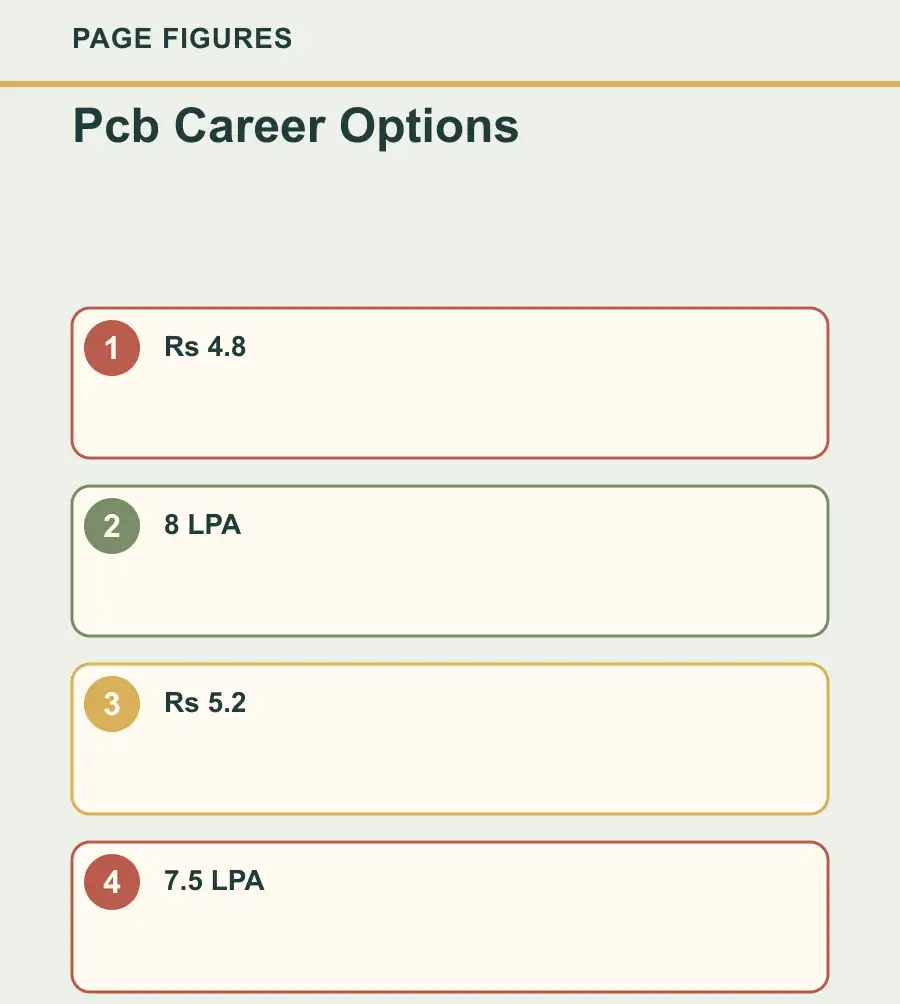 PAGE FIGURES
Pcb Career Options
1 Rs 4.8
2 8 LPA
3 Rs 5.2
4 7.5 LPA